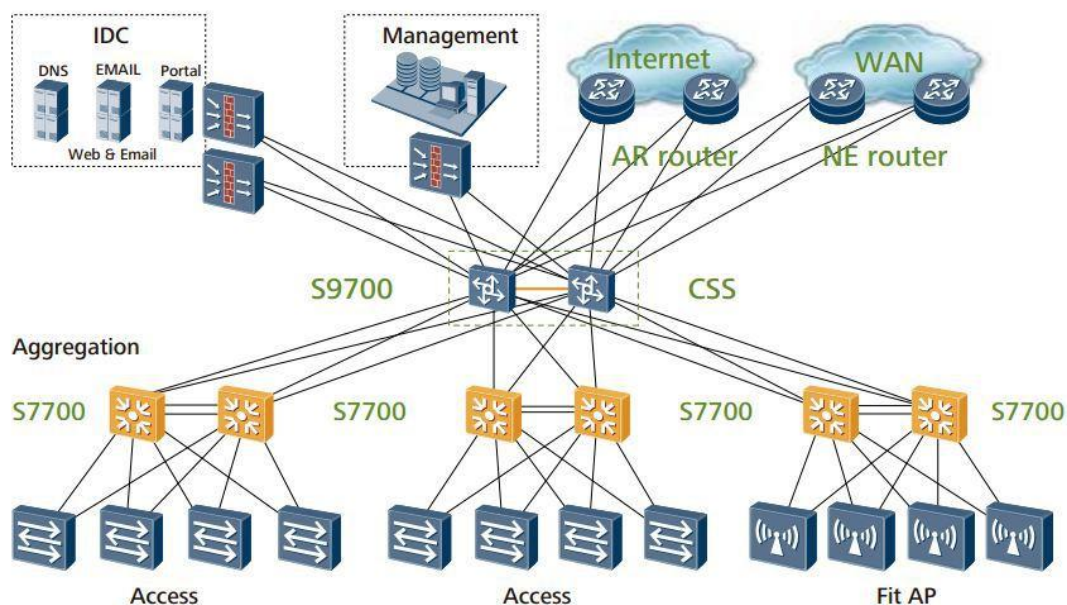 IDC
Management
Internet
WAN
DNS
EMAIL
Portal
Web & Email
AR router
NE router
S9700
CSS
Aggregation
S7700
S7700
S7700
S7700
Access
Access
Fit AP